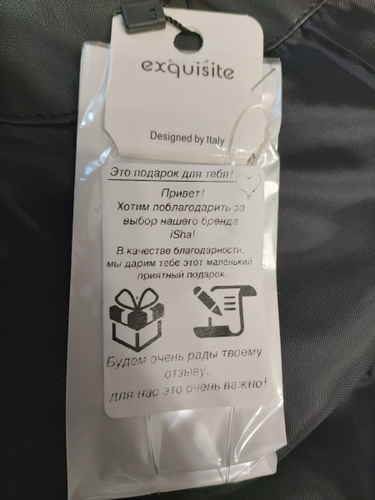 exquisite
Designed by Italy
Это подарок для тебя!
Привет!
Хотим поблагодарить за
выбор нашего бренда
iSha!
В качестве благодарности,
мы дарим тебе этот маленький
приятный подарок.
Будем очень рады твоему
отзыву,
для нас это очень важно!